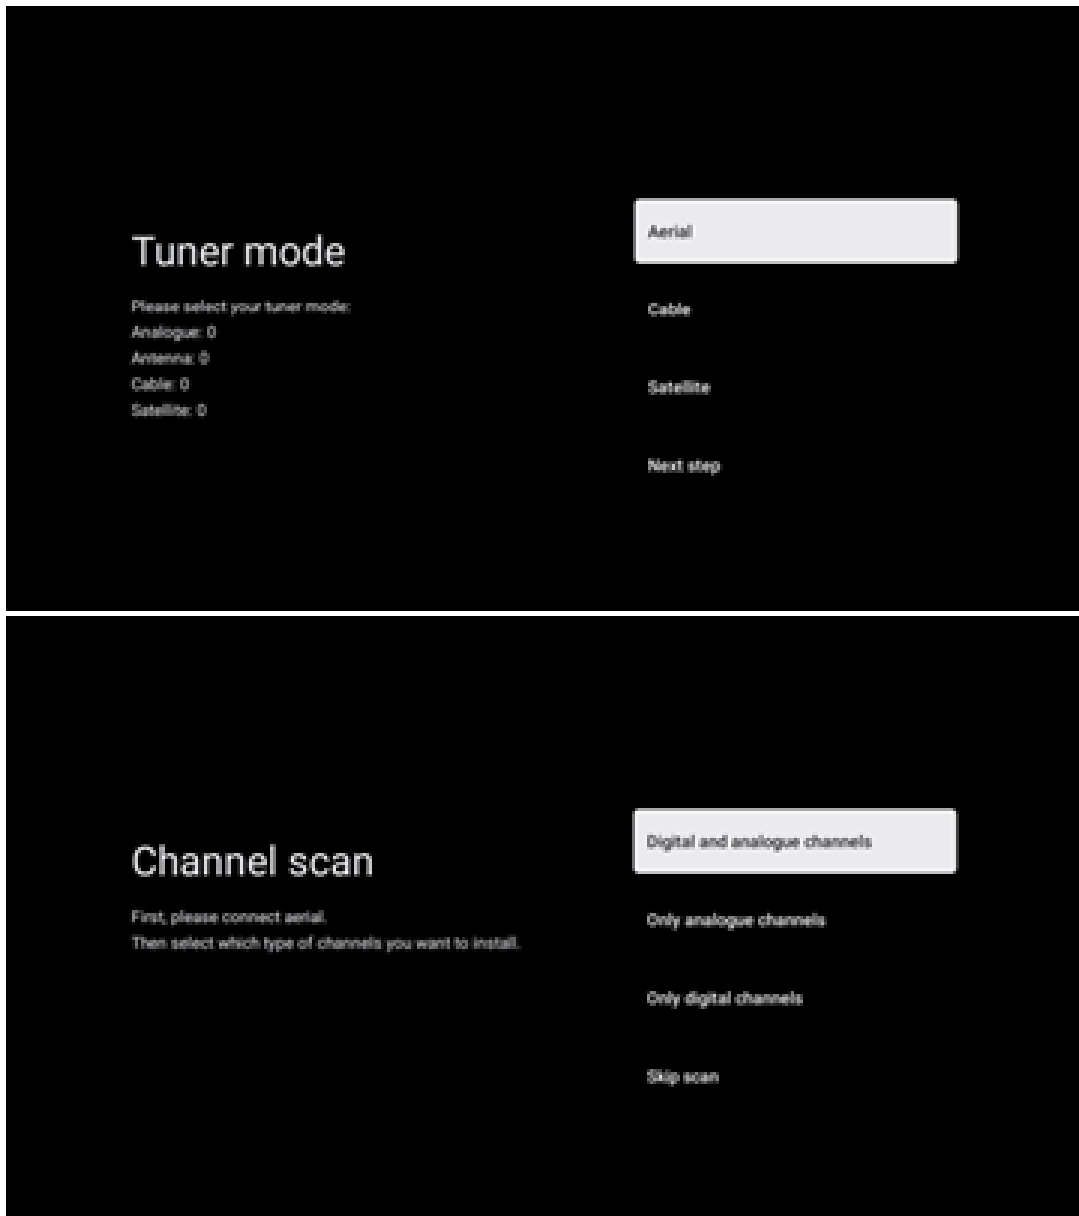 Tuner mode
Please select your tuner mode:
Analogue: 0
Antenna: 0
Cable: 0
Satellite: 0
Aerial
Cable
Satellite
Next step
Channel scan
First, please connect aerial.
Then select which type of channels you want to install.
Digital and analogue channels
Only analogue channels
Only digital channels
Skip scan